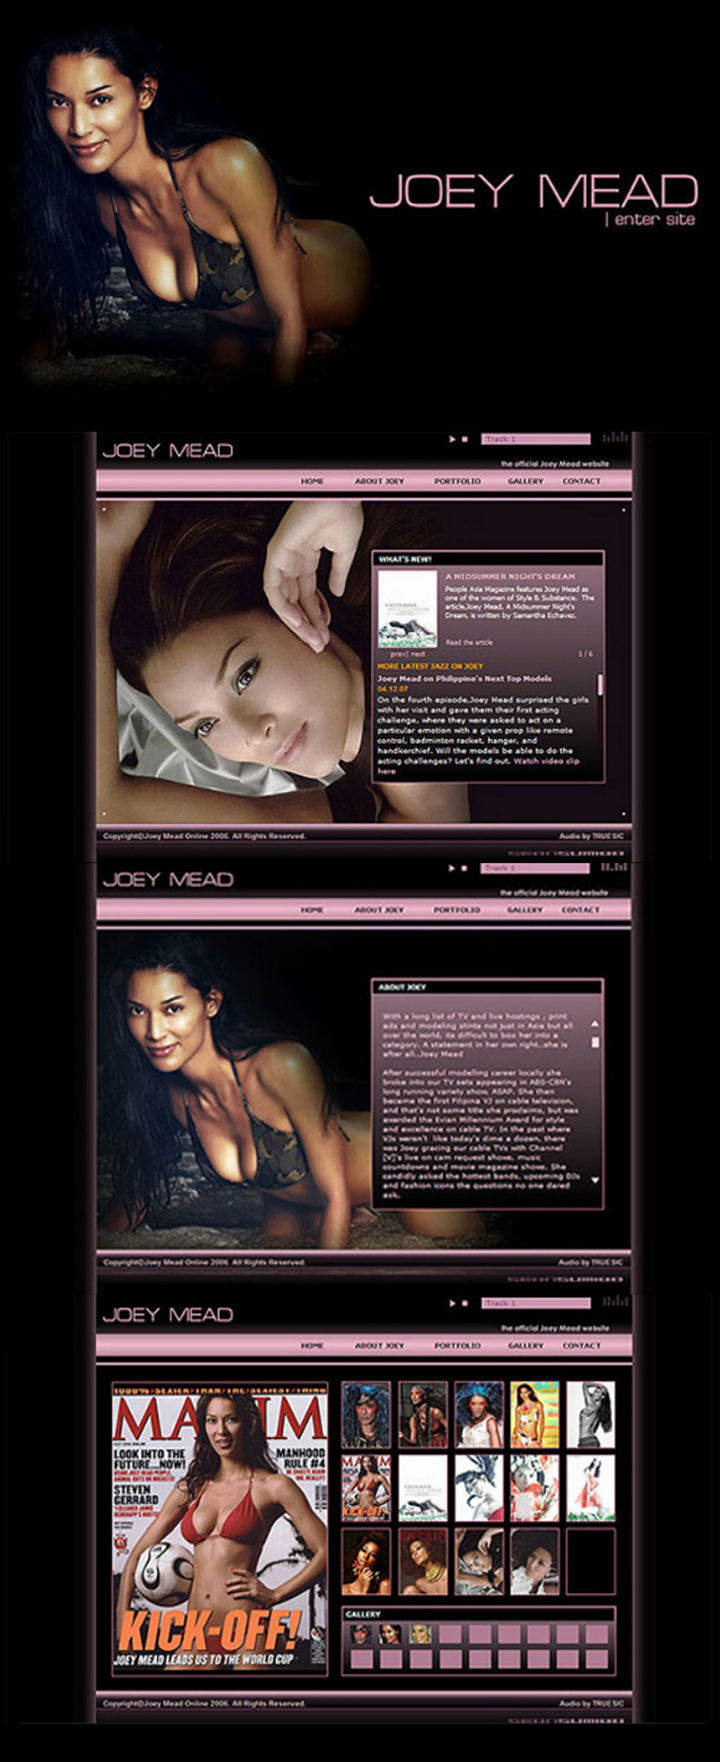 JOEY MEAD
| enter site
JOEY MEAD
Track 1
the official Joey Mead website
HOME ABOUT JOEY PORTFOLIO GALLERY CONTACT
WHAT'S NEW!
A MIDSUMMER NIGHT'S DREAM
People Asia Magazine features Joey Mead as
one of the women of Style & Substance. The
article,Joey Mead, A Midsummer Night's
Dream, is written by Samantha Echavez.
Read the article
prev| next 1 / 6
MORE LATEST JAZZ ON JOEY
Joey Mead on Philippine's Next Top Models
04.12.07
On the fourth episode,Joey Mead surprised the girls
with her visit and gave them their first acting
challenge, where they were asked to act on a
particular emotion with a given prop like remote
control, badminton racket, hanger, and
handkerchief. Will the models be able to do the
acting challenges? Let's find out. Watch video clip
here
Copyright©Joey Mead Online 2006. All Rights Reserved. Audio by TRUESIC
JOEY MEAD
Track 1
the official Joey Mead website
HOME ABOUT JOEY PORTFOLIO GALLERY CONTACT
ABOUT JOEY
With a long list of TV and live hostings , print
ads and modeling stints not just in Asia but all
over the world, its difficult to box her into a
category. A statement in her own right..she is
after all..Joey Mead
After successful modelling career locally she
broke into our TV sets appearing in ABS-CBN's
long running variety show, ASAP. She then
became the first Filipina VJ on cable television,
and that's not some title she proclaims, but was
awarded the Evian Millennium Award for style
and excellence on cable TV. In the past where
VJs weren't like today's dime a dozen, there
was Joey gracing our cable TVs with Channel
[V]'s live on cam request shows, music
countdowns and movie magazine shows. She
candidly asked the hottest bands, upcoming DJs
and fashion icons the questions no one dared
ask.
Copyright©Joey Mead Online 2006. All Rights Reserved. Audio by TRUESIC
JOEY MEAD
Track 1
the official Joey Mead website
HOME ABOUT JOEY PORTFOLIO GALLERY CONTACT
1000% SEXIER THAN THE SEXIEST THING
MAXIM
LOOK INTO THE
FUTURE...NOW!
MANHOOD
RULE #4
STEVEN
GERRARD
KICK-OFF!
JOEY MEAD LEADS US TO THE WORLD CUP
MAXIM
KICK-OFF!
GALLERY
Copyright©Joey Mead Online 2006. All Rights Reserved. Audio by TRUESIC